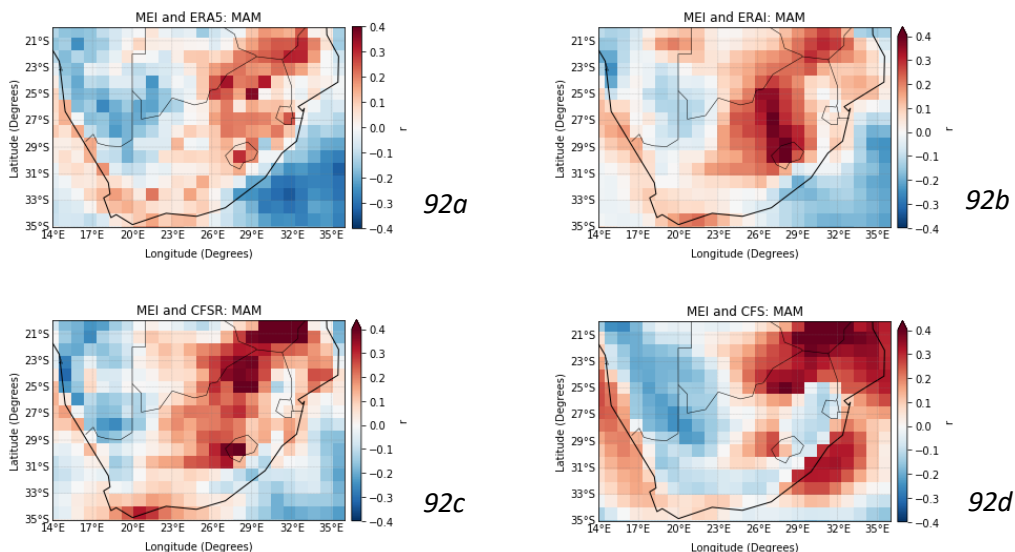 MEI and ERA5: MAM
21°S
23°S
25°S
27°S
29°S
31°S
33°S
35°S
14°E 17°E 20°E 23°E 26°E 29°E 32°E 35°E
Longitude (Degrees)
Latitude (Degrees)
0.4
0.3
0.2
0.1
0.0
−0.1
−0.2
−0.3
−0.4
r
92a
MEI and ERAI: MAM
21°S
23°S
25°S
27°S
29°S
31°S
33°S
35°S
14°E 17°E 20°E 23°E 26°E 29°E 32°E 35°E
Longitude (Degrees)
Latitude (Degrees)
0.4
0.3
0.2
0.1
0.0
−0.1
−0.2
−0.3
−0.4
r
92b
MEI and CFSR: MAM
21°S
23°S
25°S
27°S
29°S
31°S
33°S
35°S
14°E 17°E 20°E 23°E 26°E 29°E 32°E 35°E
Longitude (Degrees)
Latitude (Degrees)
0.4
0.3
0.2
0.1
0.0
−0.1
−0.2
−0.3
−0.4
r
92c
MEI and CFS: MAM
21°S
23°S
25°S
27°S
29°S
31°S
33°S
35°S
14°E 17°E 20°E 23°E 26°E 29°E 32°E 35°E
Longitude (Degrees)
Latitude (Degrees)
0.4
0.3
0.2
0.1
0.0
−0.1
−0.2
−0.3
−0.4
r
92d